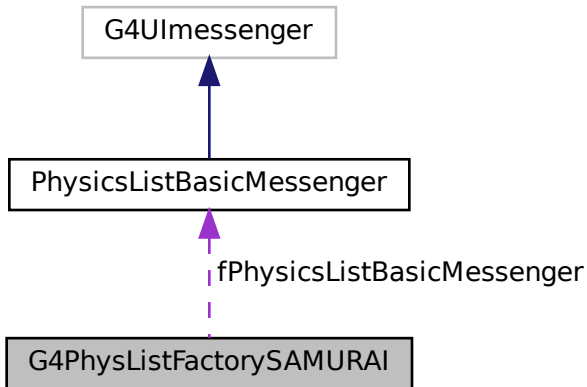 G4UImessenger
PhysicsListBasicMessenger
fPhysicsListBasicMessenger
G4PhysListFactorySAMURAI